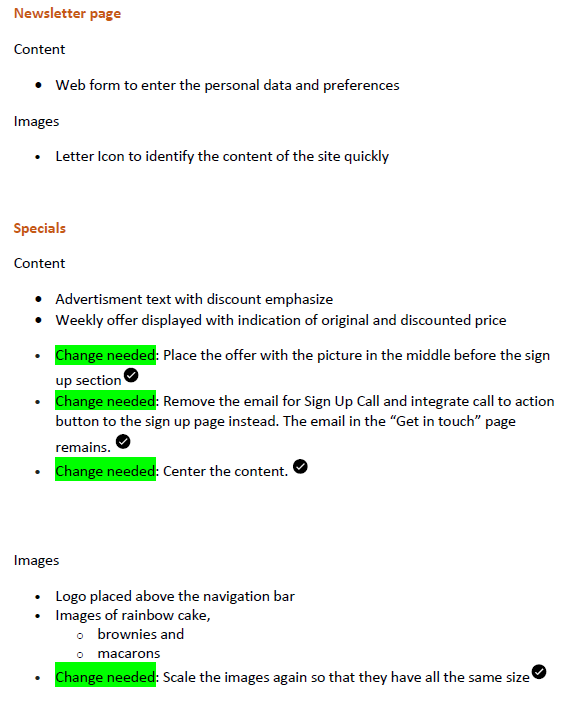 Newsletter page
Content
• Web form to enter the personal data and preferences
Images
• Letter Icon to identify the content of the site quickly
Specials
Content
• Advertisment text with discount emphasize
• Weekly offer displayed with indication of original and discounted price
• Change needed: Place the offer with the picture in the middle before the sign
up section
• Change needed: Remove the email for Sign Up Call and integrate call to action
button to the sign up page instead. The email in the “Get in touch” page
remains.
• Change needed: Center the content.
Images
• Logo placed above the navigation bar
• Images of rainbow cake,
o brownies and
o macarons
• Change needed: Scale the images again so that they have all the same size